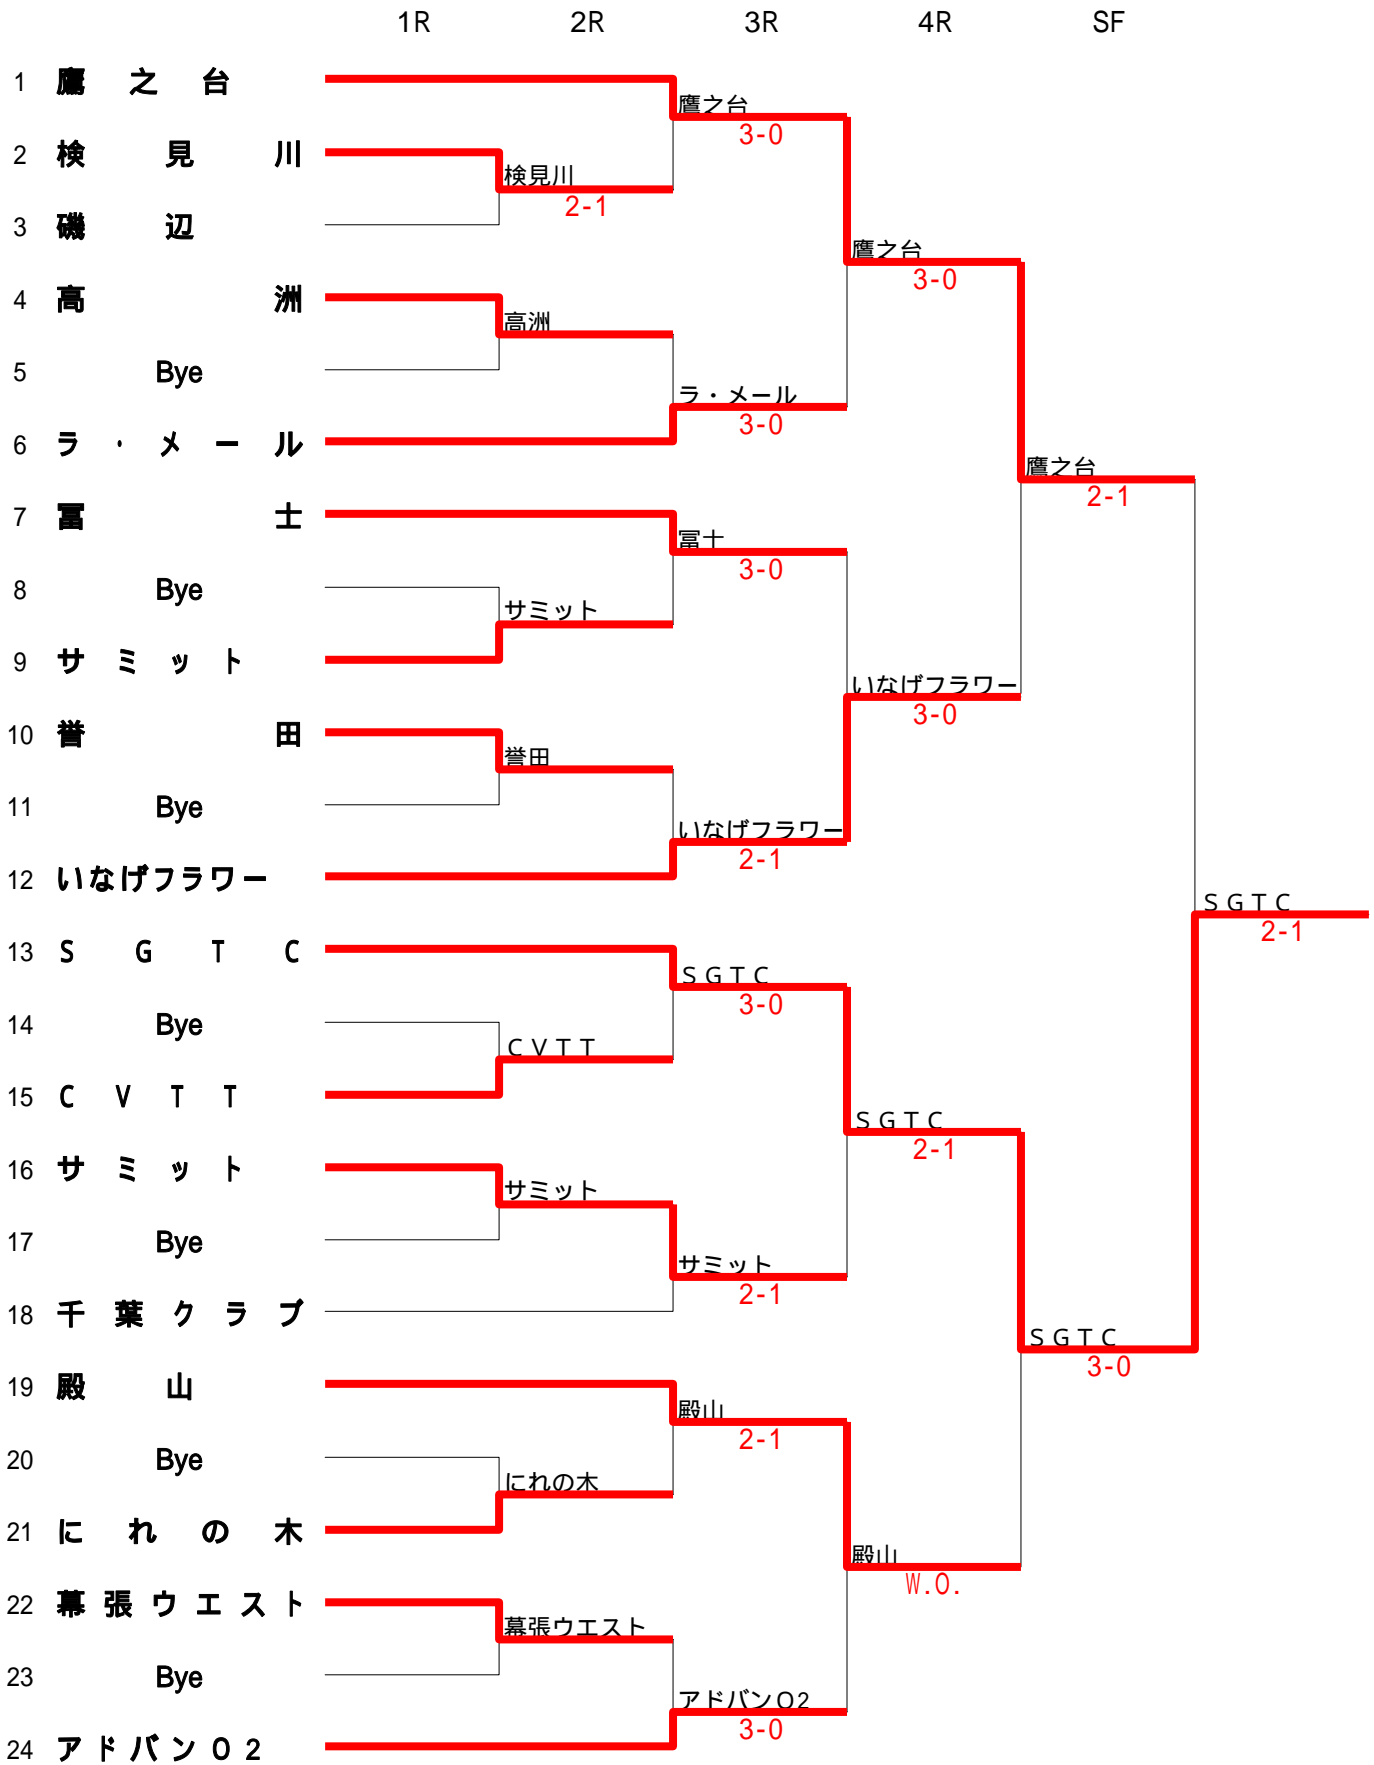 1R 2R 3R 4R SF
1 鷹之台
鷹之台
3-0
2 検見川
検見川
2-1
3 磯辺
鷹之台
3-0
4 高洲
高洲
5 Bye
ラ・メール
3-0
6 ラ・メール
鷹之台
2-1
7 冨士
冨士
3-0
8 Bye
サミット
9 サミット
いなげフラワー
3-0
10 誉田
誉田
11 Bye
いなげフラワー
2-1
12 いなげフラワー
SGTC
2-1
13 SGTC
SGTC
3-0
14 Bye
CVTT
15 CVTT
SGTC
2-1
16 サミット
サミット
17 Bye
サミット
2-1
18 千葉クラブ
SGTC
3-0
19 殿山
殿山
2-1
20 Bye
にれの木
21 にれの木
殿山
W.O.
22 幕張ウエスト
幕張ウエスト
23 Bye
アドバンO2
3-0
24 アドバンO2